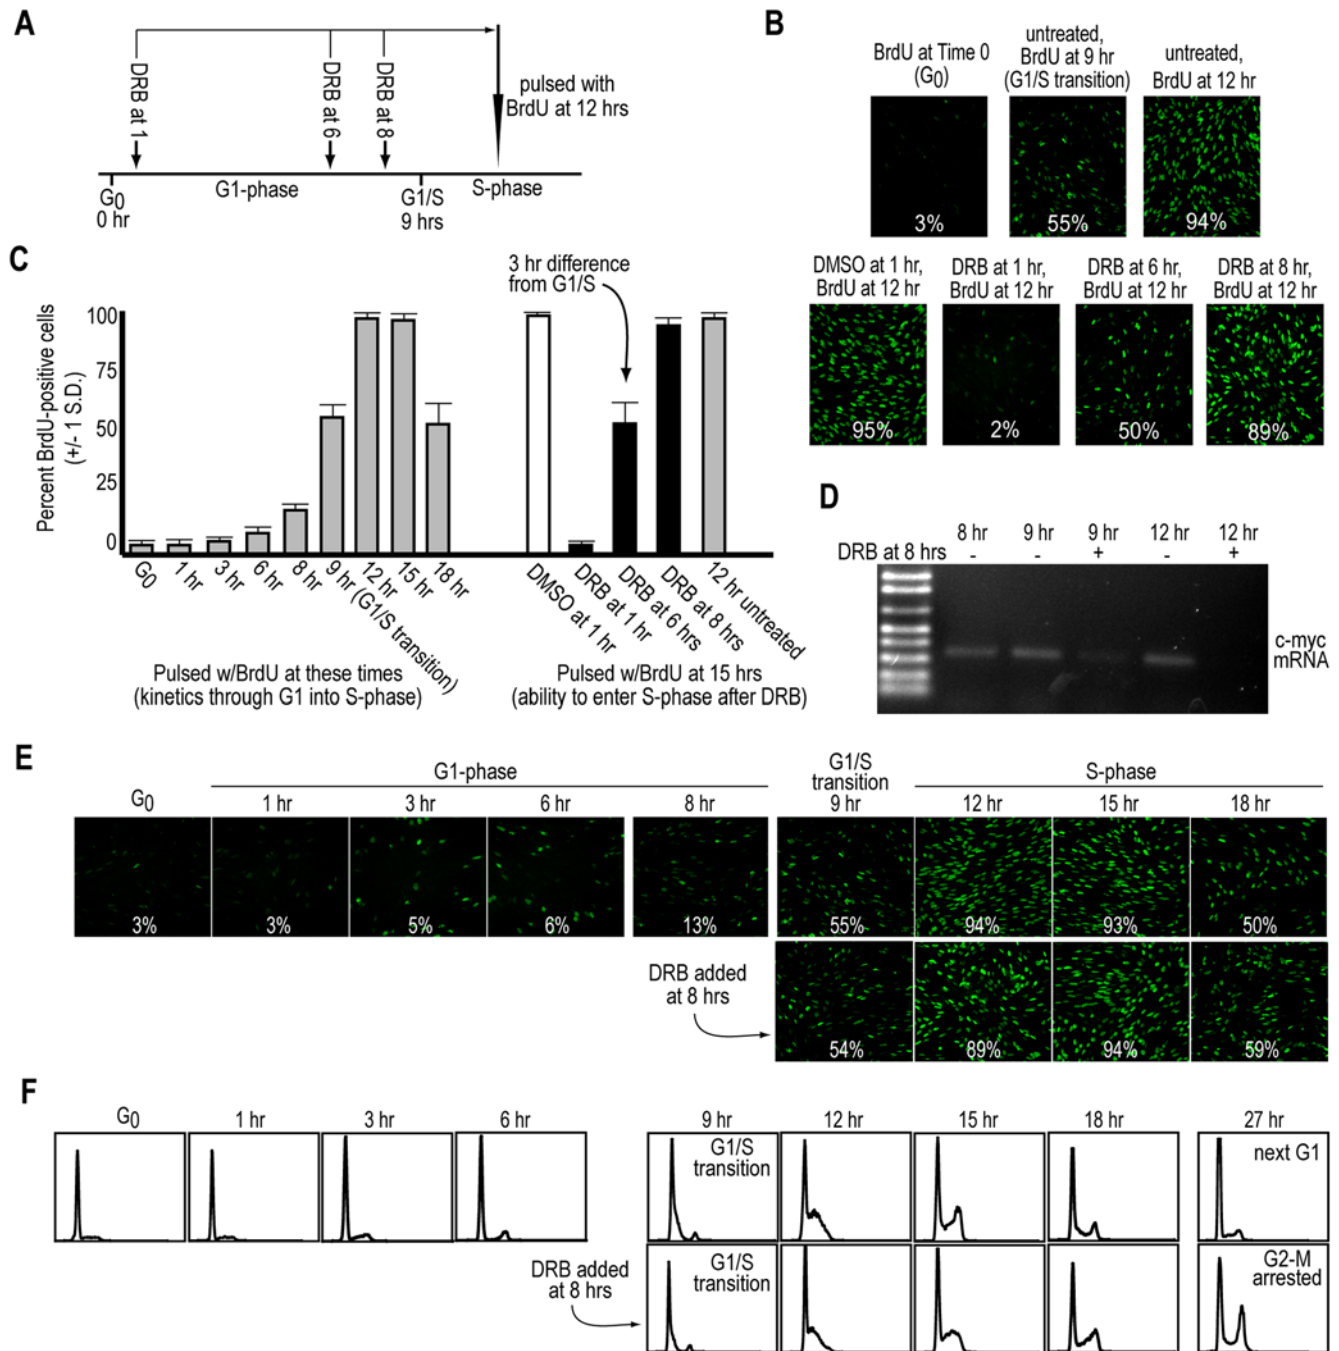 A
DRB at 1
DRB at 6
DRB at 8
pulsed with
BrdU at 12 hrs
G0
0 hr
G1-phase
G1/S
9 hrs
S-phase
B
BrdU at Time 0
(G0)
untreated,
BrdU at 9 hr
(G1/S transition)
untreated,
BrdU at 12 hr
3%
55%
94%
DMSO at 1 hr,
BrdU at 12 hr
DRB at 1 hr,
BrdU at 12 hr
DRB at 6 hr,
BrdU at 12 hr
DRB at 8 hr,
BrdU at 12 hr
95%
2%
50%
89%
C
3 hr difference
from G1/S
Percent BrdU-positive cells
(+/- 1 S.D.)
100
75
50
25
0
G0
1 hr
3 hr
6 hr
8 hr
9 hr (G1/S transition)
12 hr
15 hr
18 hr
DMSO at 1 hr
DRB at 1 hr
DRB at 6 hrs
DRB at 8 hrs
12 hr untreated
Pulsed w/BrdU at these times
(kinetics through G1 into S-phase)
Pulsed w/BrdU at 15 hrs
(ability to enter S-phase after DRB)
D
8 hr 9 hr 9 hr 12 hr 12 hr
DRB at 8 hrs - - + - +
c-myc
mRNA
E
G1-phase
G1/S
transition
S-phase
G0 1 hr 3 hr 6 hr 8 hr 9 hr 12 hr 15 hr 18 hr
3% 3% 5% 6% 13% 55% 94% 93% 50%
DRB added
at 8 hrs
54% 89% 94% 59%
F
G0 1 hr 3 hr 6 hr 9 hr 12 hr 15 hr 18 hr 27 hr
G1/S
transition
next G1
DRB added
at 8 hrs
G1/S
transition
G2-M
arrested